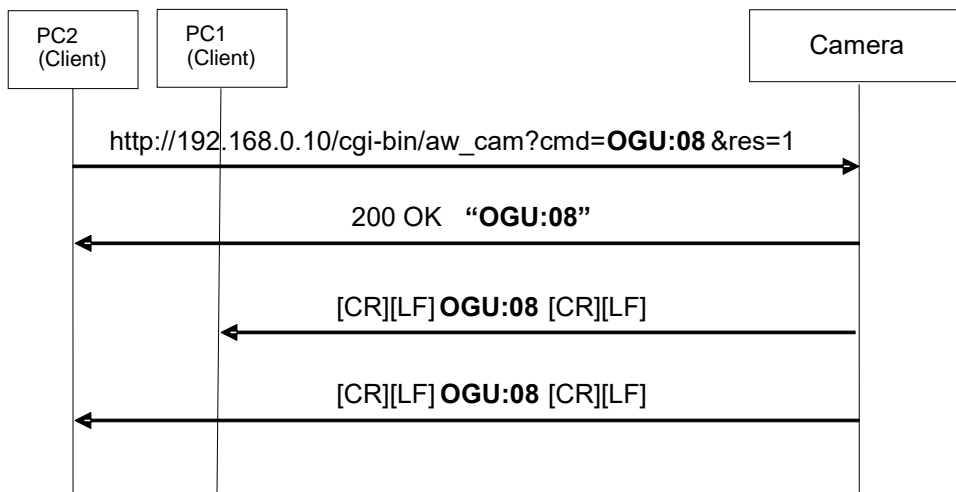 PC2
(Client)
PC1
(Client)
Camera
http://192.168.0.10/cgi-bin/aw_cam?cmd=OGU:08 &res=1
200 OK “OGU:08”
[CR][LF] OGU:08 [CR][LF]
[CR][LF] OGU:08 [CR][LF]